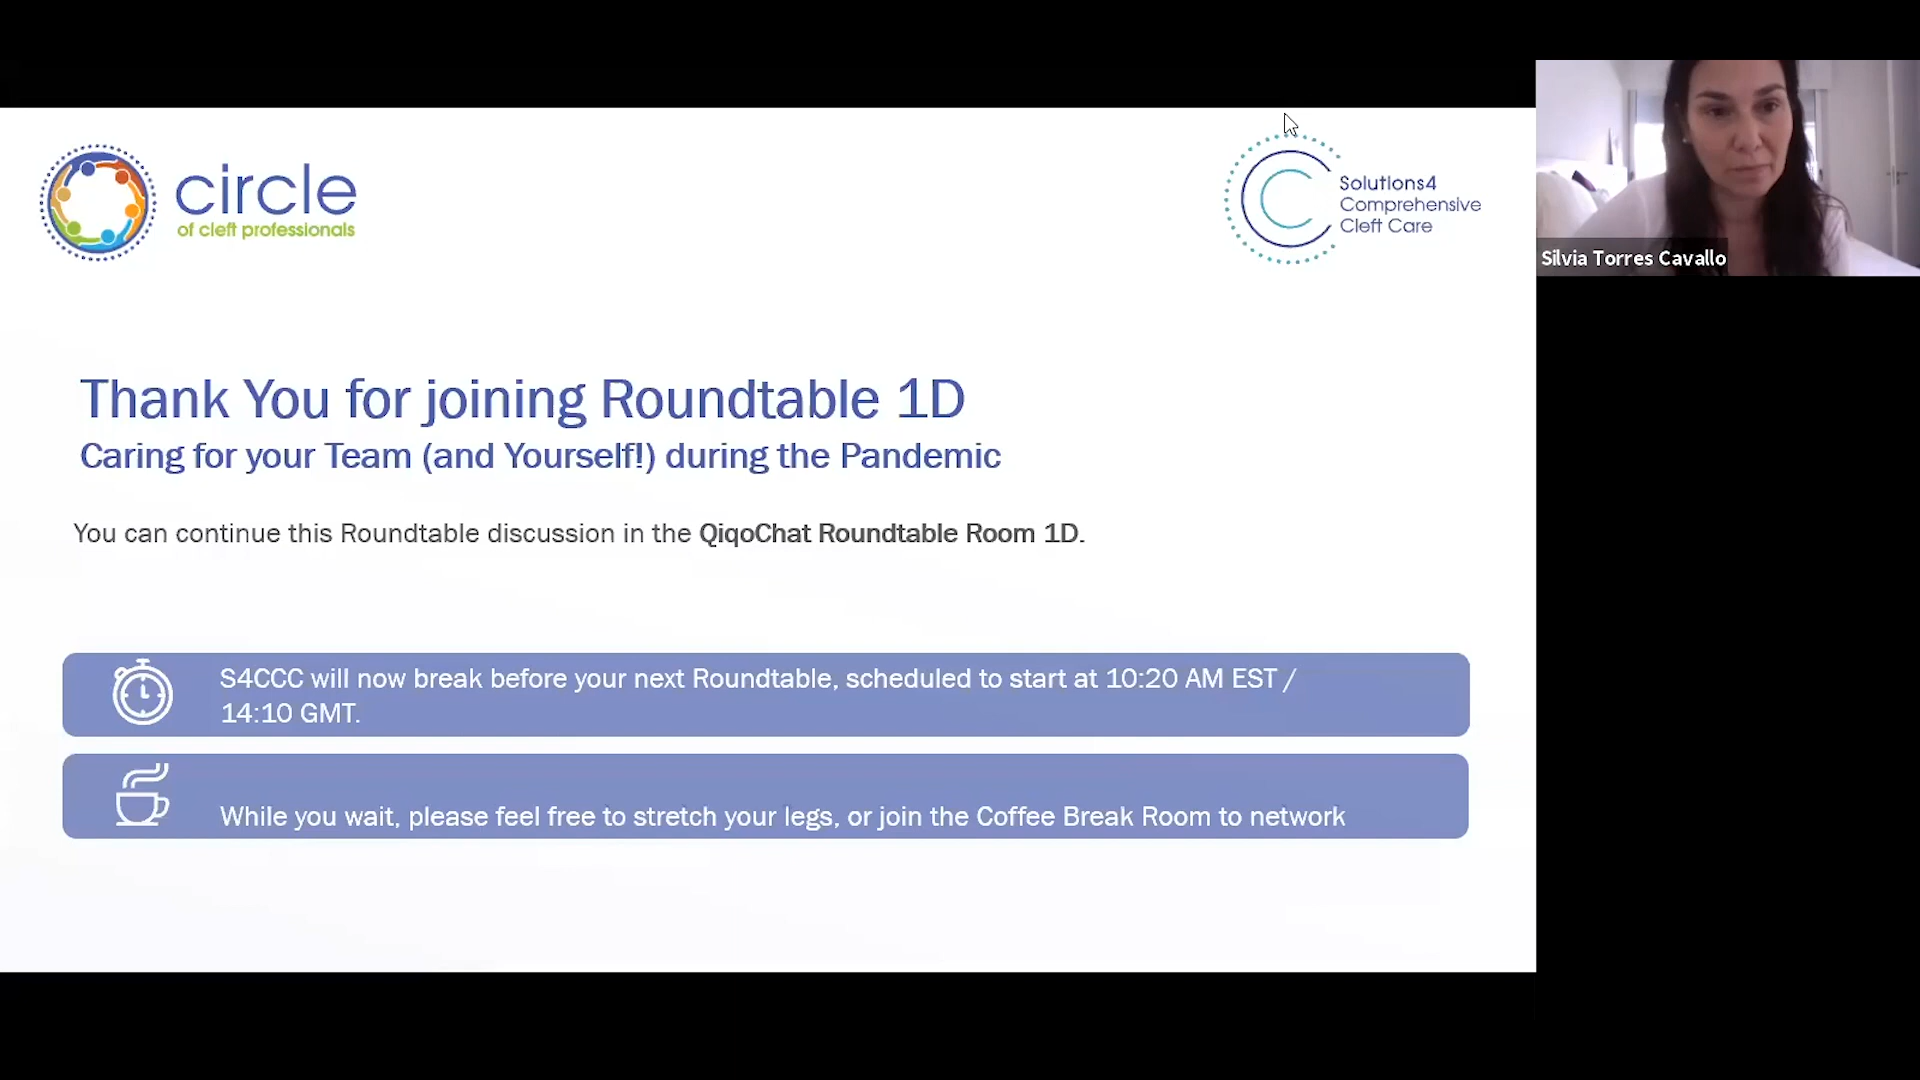 circle
of cleft professionals
Solutions4
Comprehensive
Cleft Care
Silvia Torres Cavallo
Thank You for joining Roundtable 1D
Caring for your Team (and Yourself!) during the Pandemic
You can continue this Roundtable discussion in the QiqoChat Roundtable Room 1D.
S4CCC will now break before your next Roundtable, scheduled to start at 10:20 AM EST /
14:10 GMT.
While you wait, please feel free to stretch your legs, or join the Coffee Break Room to network